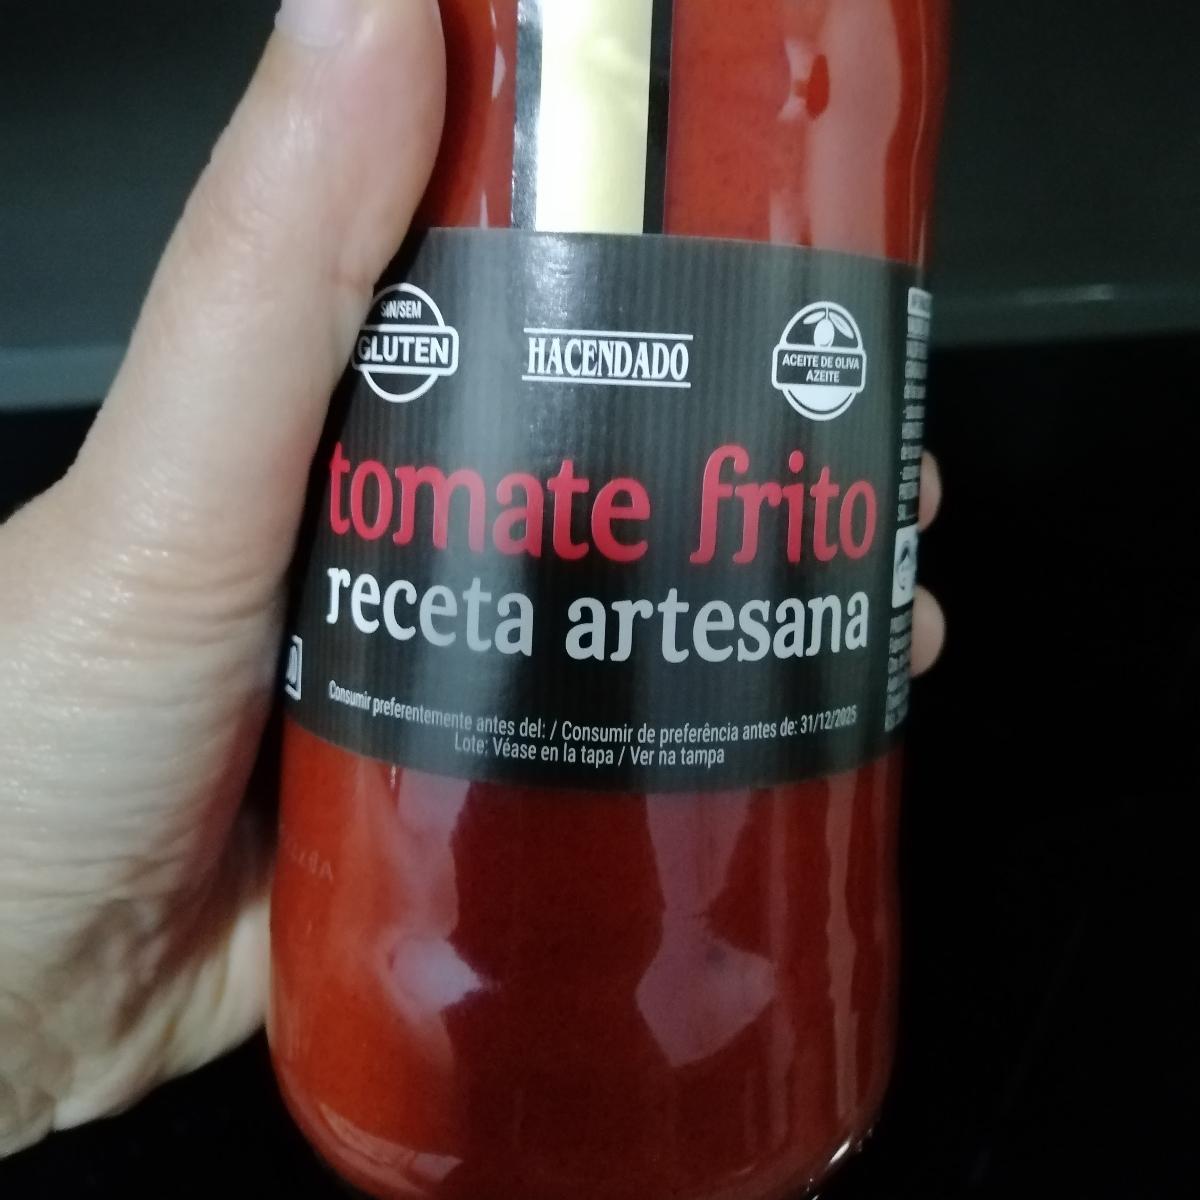 SIN/SEM
GLUTEN
HACENDADO
ACEITE DE OLIVA
AZEITE
tomate frito
receta artesana
Consumir preferentemente antes del: / Consumir de preferência antes de: 31/12/2025
Lote: Véase en la tapa / Ver na tampa